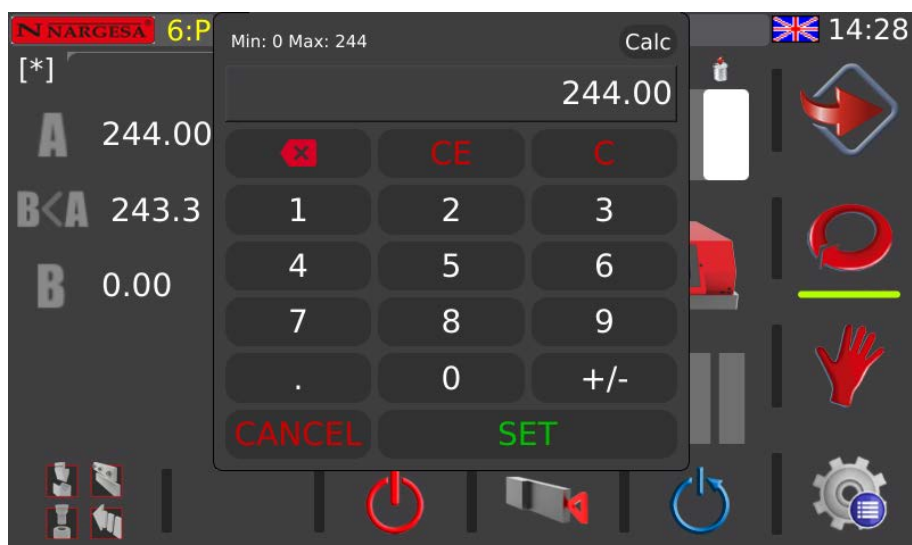 NARGESA 6:P
14:28
Min: 0 Max: 244
Calc
[*]
244.00
A 244.00
CE C
B<A 243.3
1 2 3
B 0.00
4 5 6
7 8 9
. 0 +/-
CANCEL SET